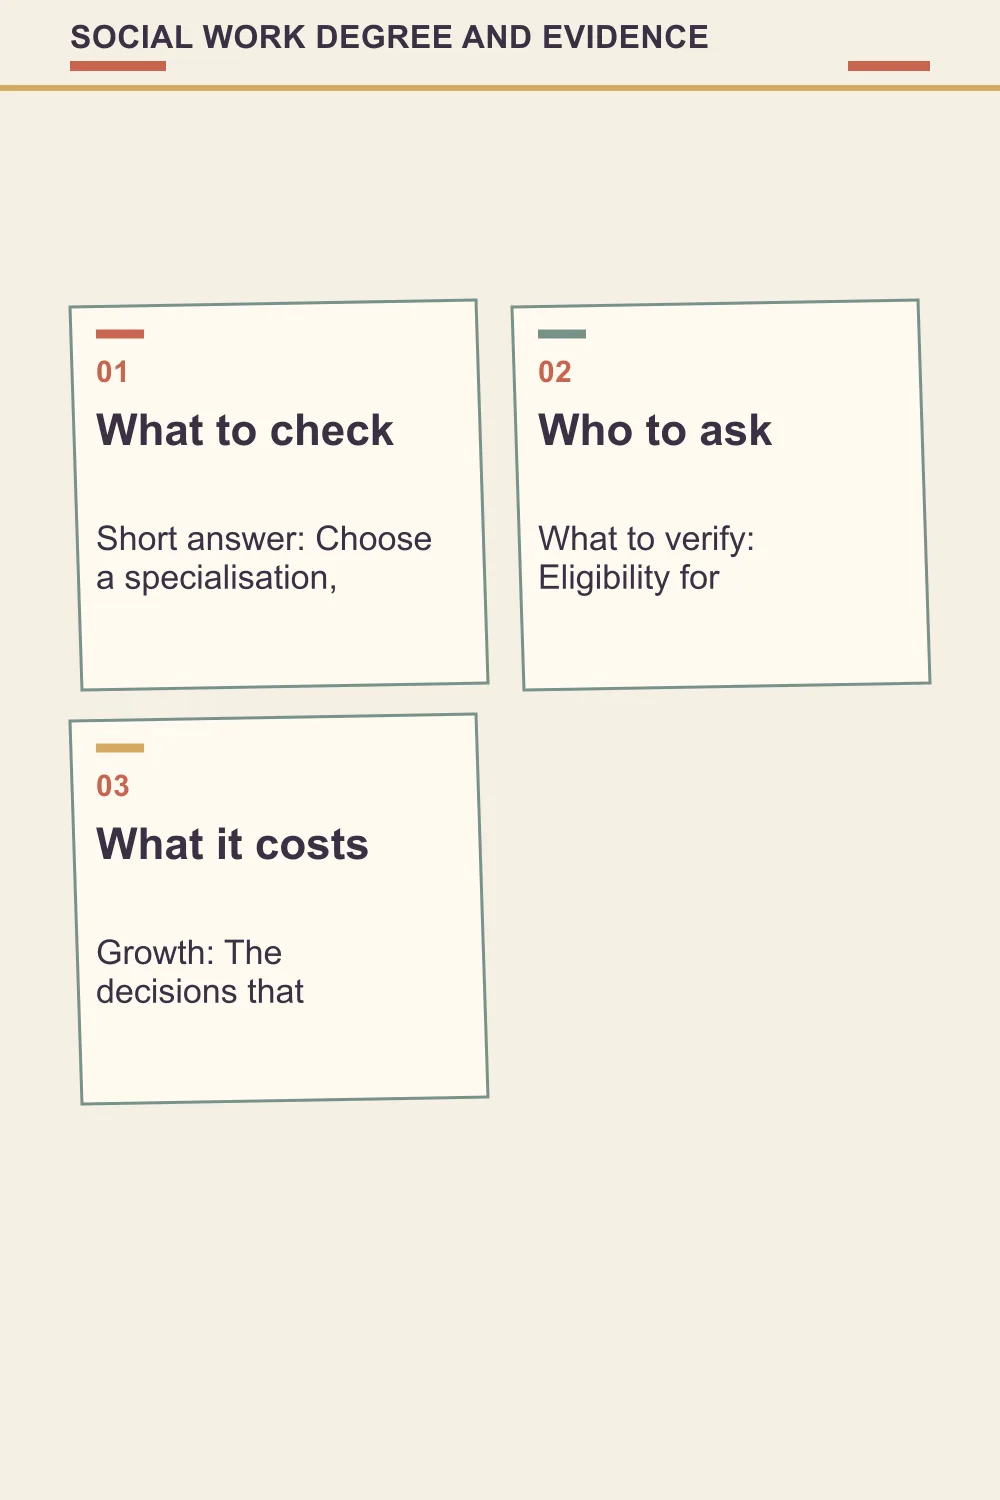 SOCIAL WORK DEGREE AND EVIDENCE
01
What to check
Short answer: Choose
a specialisation,
02
Who to ask
What to verify:
Eligibility for
03
What it costs
Growth: The
decisions that